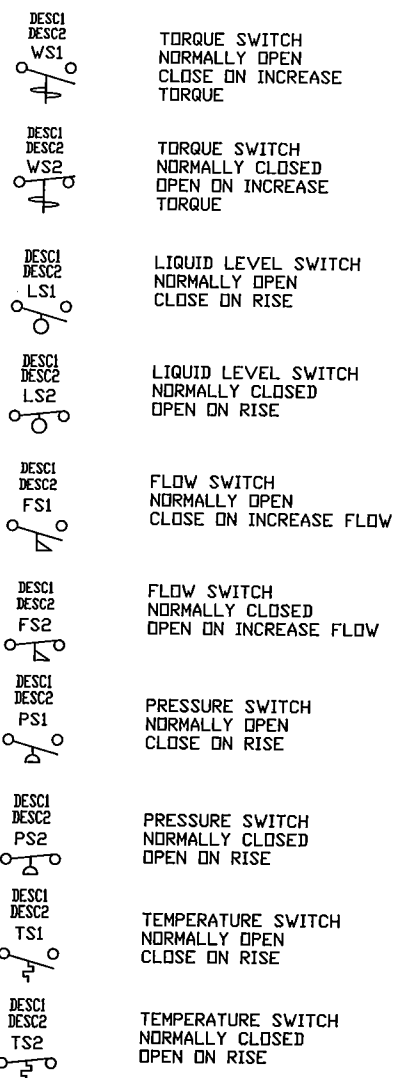 DESC1
DESC2
WS1
TORQUE SWITCH
NORMALLY OPEN
CLOSE ON INCREASE
TORQUE
DESC1
DESC2
WS2
TORQUE SWITCH
NORMALLY CLOSED
OPEN ON INCREASE
TORQUE
DESC1
DESC2
LS1
LIQUID LEVEL SWITCH
NORMALLY OPEN
CLOSE ON RISE
DESC1
DESC2
LS2
LIQUID LEVEL SWITCH
NORMALLY CLOSED
OPEN ON RISE
DESC1
DESC2
FS1
FLOW SWITCH
NORMALLY OPEN
CLOSE ON INCREASE FLOW
DESC1
DESC2
FS2
FLOW SWITCH
NORMALLY CLOSED
OPEN ON INCREASE FLOW
DESC1
DESC2
PS1
PRESSURE SWITCH
NORMALLY OPEN
CLOSE ON RISE
DESC1
DESC2
PS2
PRESSURE SWITCH
NORMALLY CLOSED
OPEN ON RISE
DESC1
DESC2
TS1
TEMPERATURE SWITCH
NORMALLY OPEN
CLOSE ON RISE
DESC1
DESC2
TS2
TEMPERATURE SWITCH
NORMALLY CLOSED
OPEN ON RISE